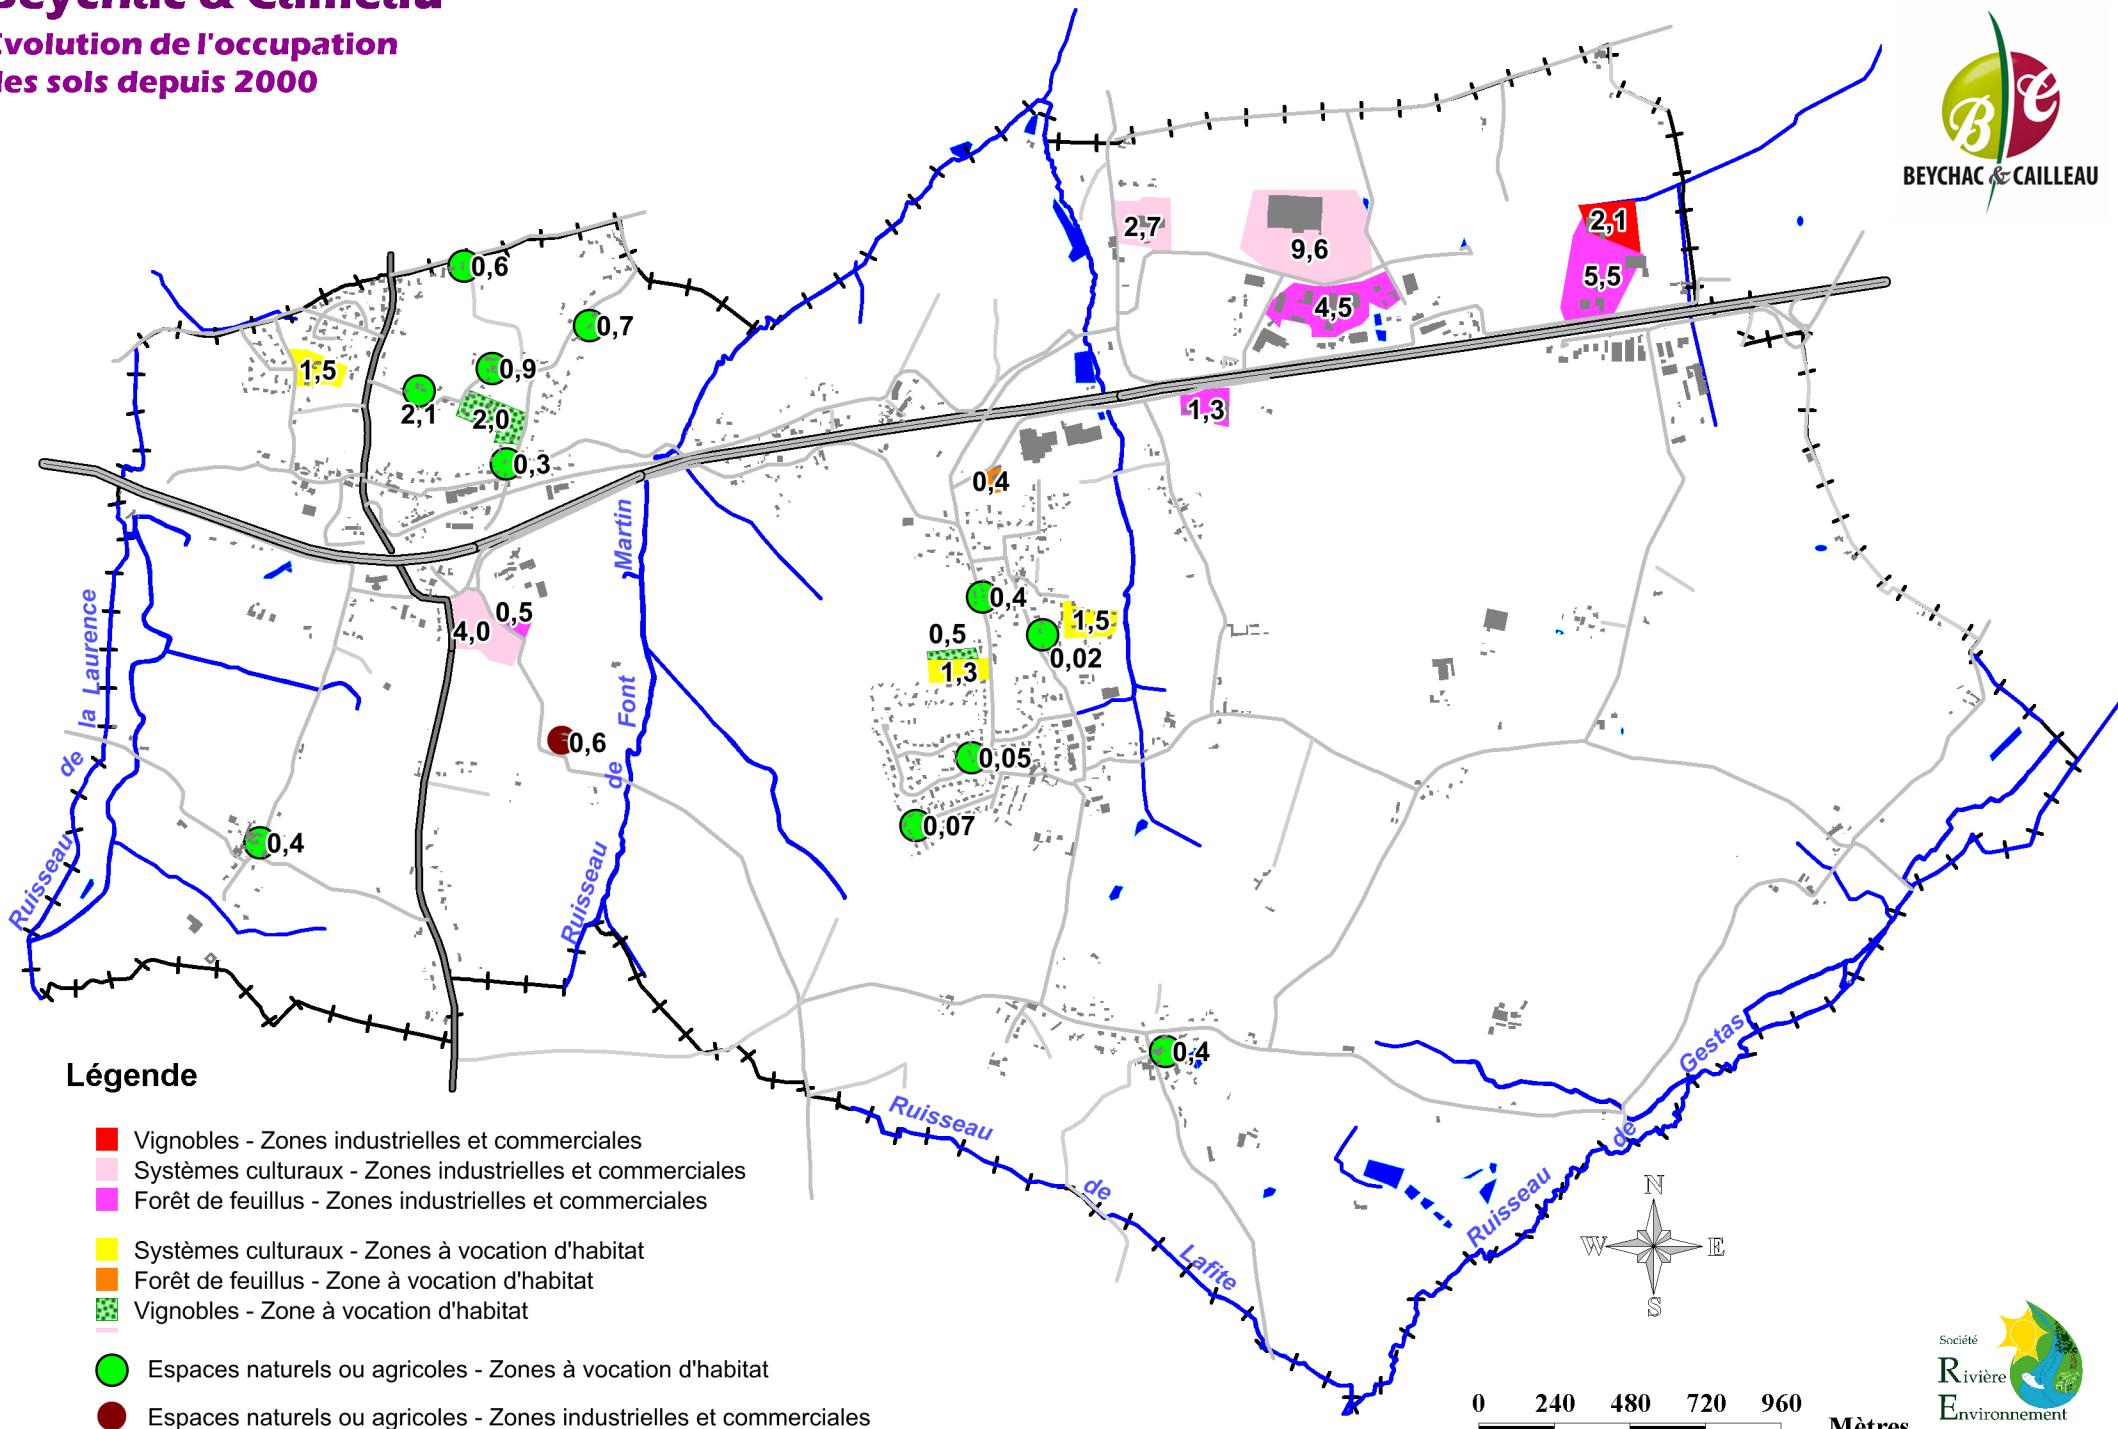 Beychac & Cailleau
Evolution de l'occupation
des sols depuis 2000
B C
BEYCHAC & CAILLEAU
2,1
2,7
9,6
5,5
4,5
0,6
0,7
1,5
0,9
2,1
2,0
1,3
0,3
0,4
Martin
0,4
0,5
4,0
1,5
0,5
0,02
1,3
la Laurence
de
Ruisseau
Font
de
Ruisseau
0,6
0,05
0,07
0,4
0,4
Gestas
de
Ruisseau
Ruisseau
de
Lafite
N
W E
S
Légende
Vignobles - Zones industrielles et commerciales
Systèmes culturaux - Zones industrielles et commerciales
Forêt de feuillus - Zones industrielles et commerciales
Systèmes culturaux - Zones à vocation d'habitat
Forêt de feuillus - Zone à vocation d'habitat
Vignobles - Zone à vocation d'habitat
Espaces naturels ou agricoles - Zones à vocation d'habitat
Espaces naturels ou agricoles - Zones industrielles et commerciales
0 240 480 720 960
Mètres
Société
Rivière
Environnement